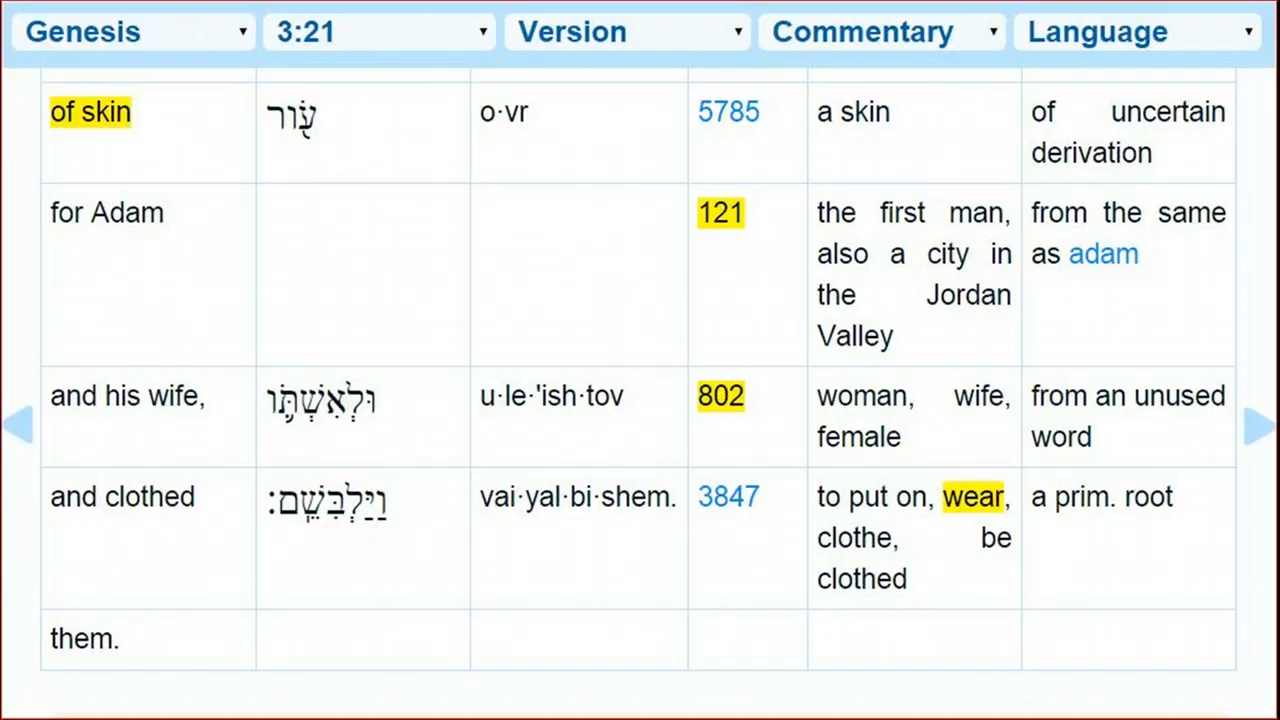 Genesis 3:21 Version Commentary Language
of skin עֹ֖ור o·vr 5785 a skin of uncertain
derivation
for Adam 121 the first man, from the same
also a city in as adam
the Jordan
Valley
and his wife, וּלְאִשְׁתֹּ֛ו u·le·'ish·tov 802 woman, wife, from an unused
female word
and clothed וַיַּלְבִּשֵֽׁם׃ vai·yal·bi·shem. 3847 to put on, wear, a prim. root
clothe, be
clothed
them.